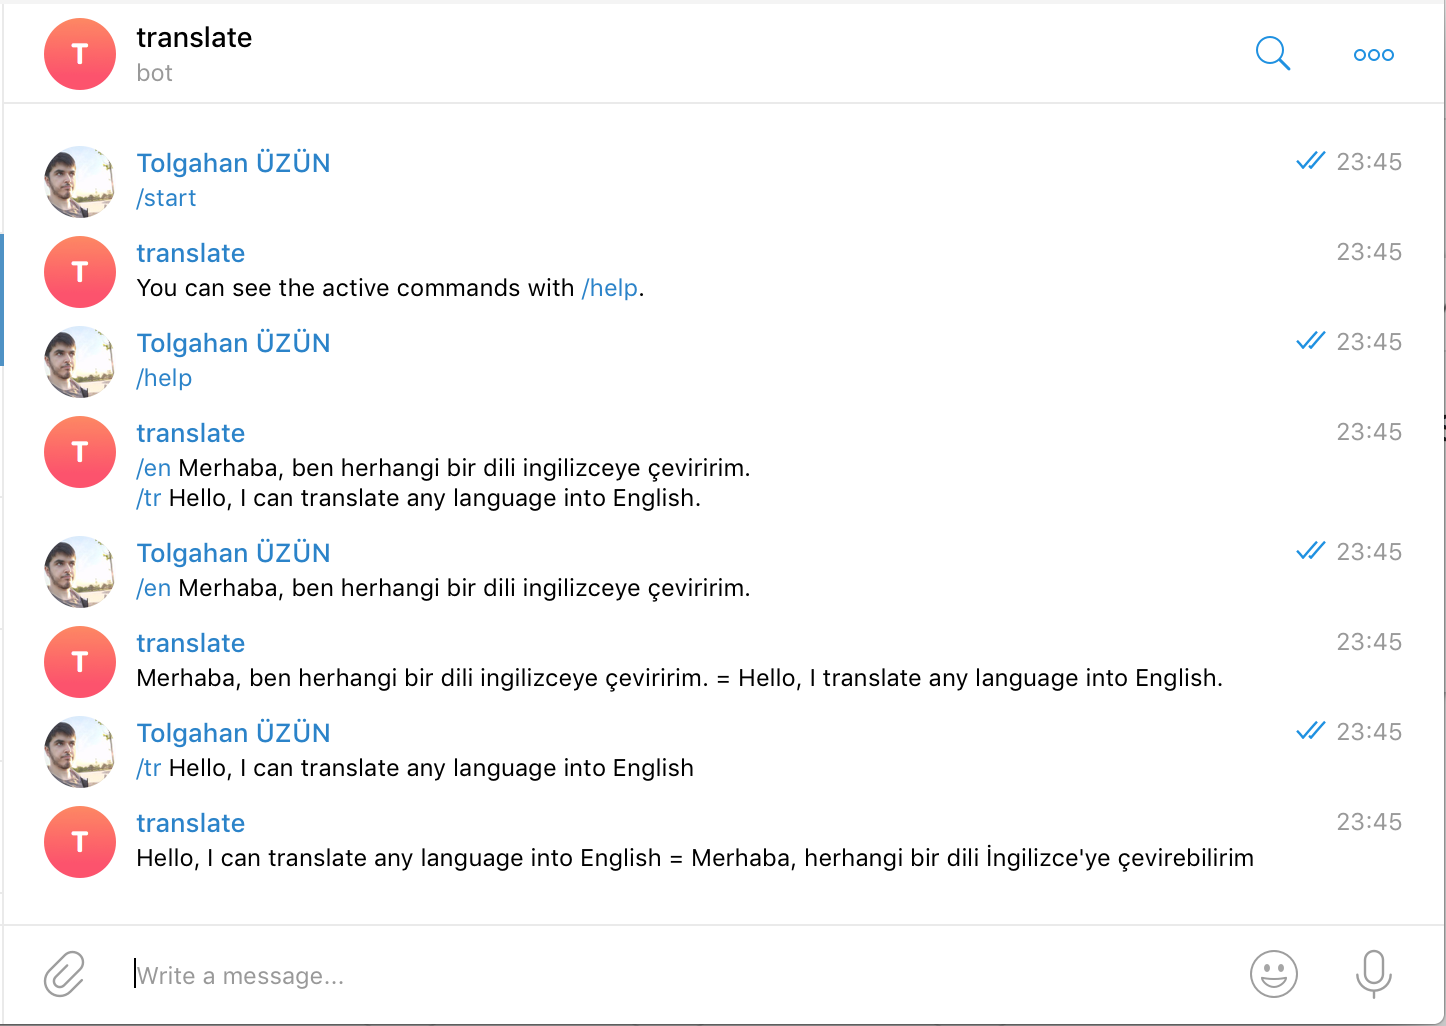 T
translate
bot
Tolgahan ÜZÜN
23:45
/start
T
translate
23:45
You can see the active commands with /help.
Tolgahan ÜZÜN
23:45
/help
T
translate
23:45
/en Merhaba, ben herhangi bir dili ingilizceye çeviririm.
/tr Hello, I can translate any language into English.
Tolgahan ÜZÜN
23:45
/en Merhaba, ben herhangi bir dili ingilizceye çeviririm.
T
translate
23:45
Merhaba, ben herhangi bir dili ingilizceye çeviririm. = Hello, I translate any language into English.
Tolgahan ÜZÜN
23:45
/tr Hello, I can translate any language into English
T
translate
23:45
Hello, I can translate any language into English = Merhaba, herhangi bir dili İngilizce'ye çevirebilirim
Write a message...